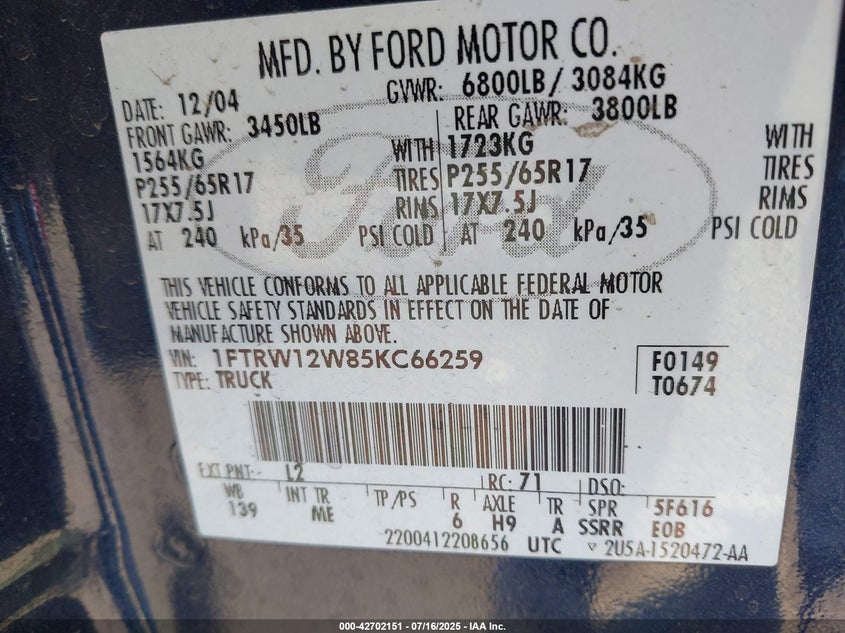 MFD. BY FORD MOTOR CO.
DATE: 12/04 GVWR: 6800LB/ 3084KG
FRONT GAWR: 3450LB REAR GAWR: 3800LB
1564KG WITH 1723KG WITH
P255/65R17 TIRES P255/65R17 TIRES
17X7.5J RIMS 17X7.5J RIMS
AT 240 kPa/35 PSI COLD AT 240 kPa/35 PSI COLD
Ford
THIS VEHICLE CONFORMS TO ALL APPLICABLE FEDERAL MOTOR
VEHICLE SAFETY STANDARDS IN EFFECT ON THE DATE OF
MANUFACTURE SHOWN ABOVE.
VIN: 1FTRW12W85KC66259 F0149
TYPE: TRUCK T0674
EXT PNT: L2 RC: 71 DSO:
WB INT TR TP/PS R AXLE TR SPR 5F616
139 ME 6 H9 A SSRR EOB
2200412208656 UTC ▽ 2U5A-1520472-AA
000-42702151 - 07/16/2025 - IAA Inc.